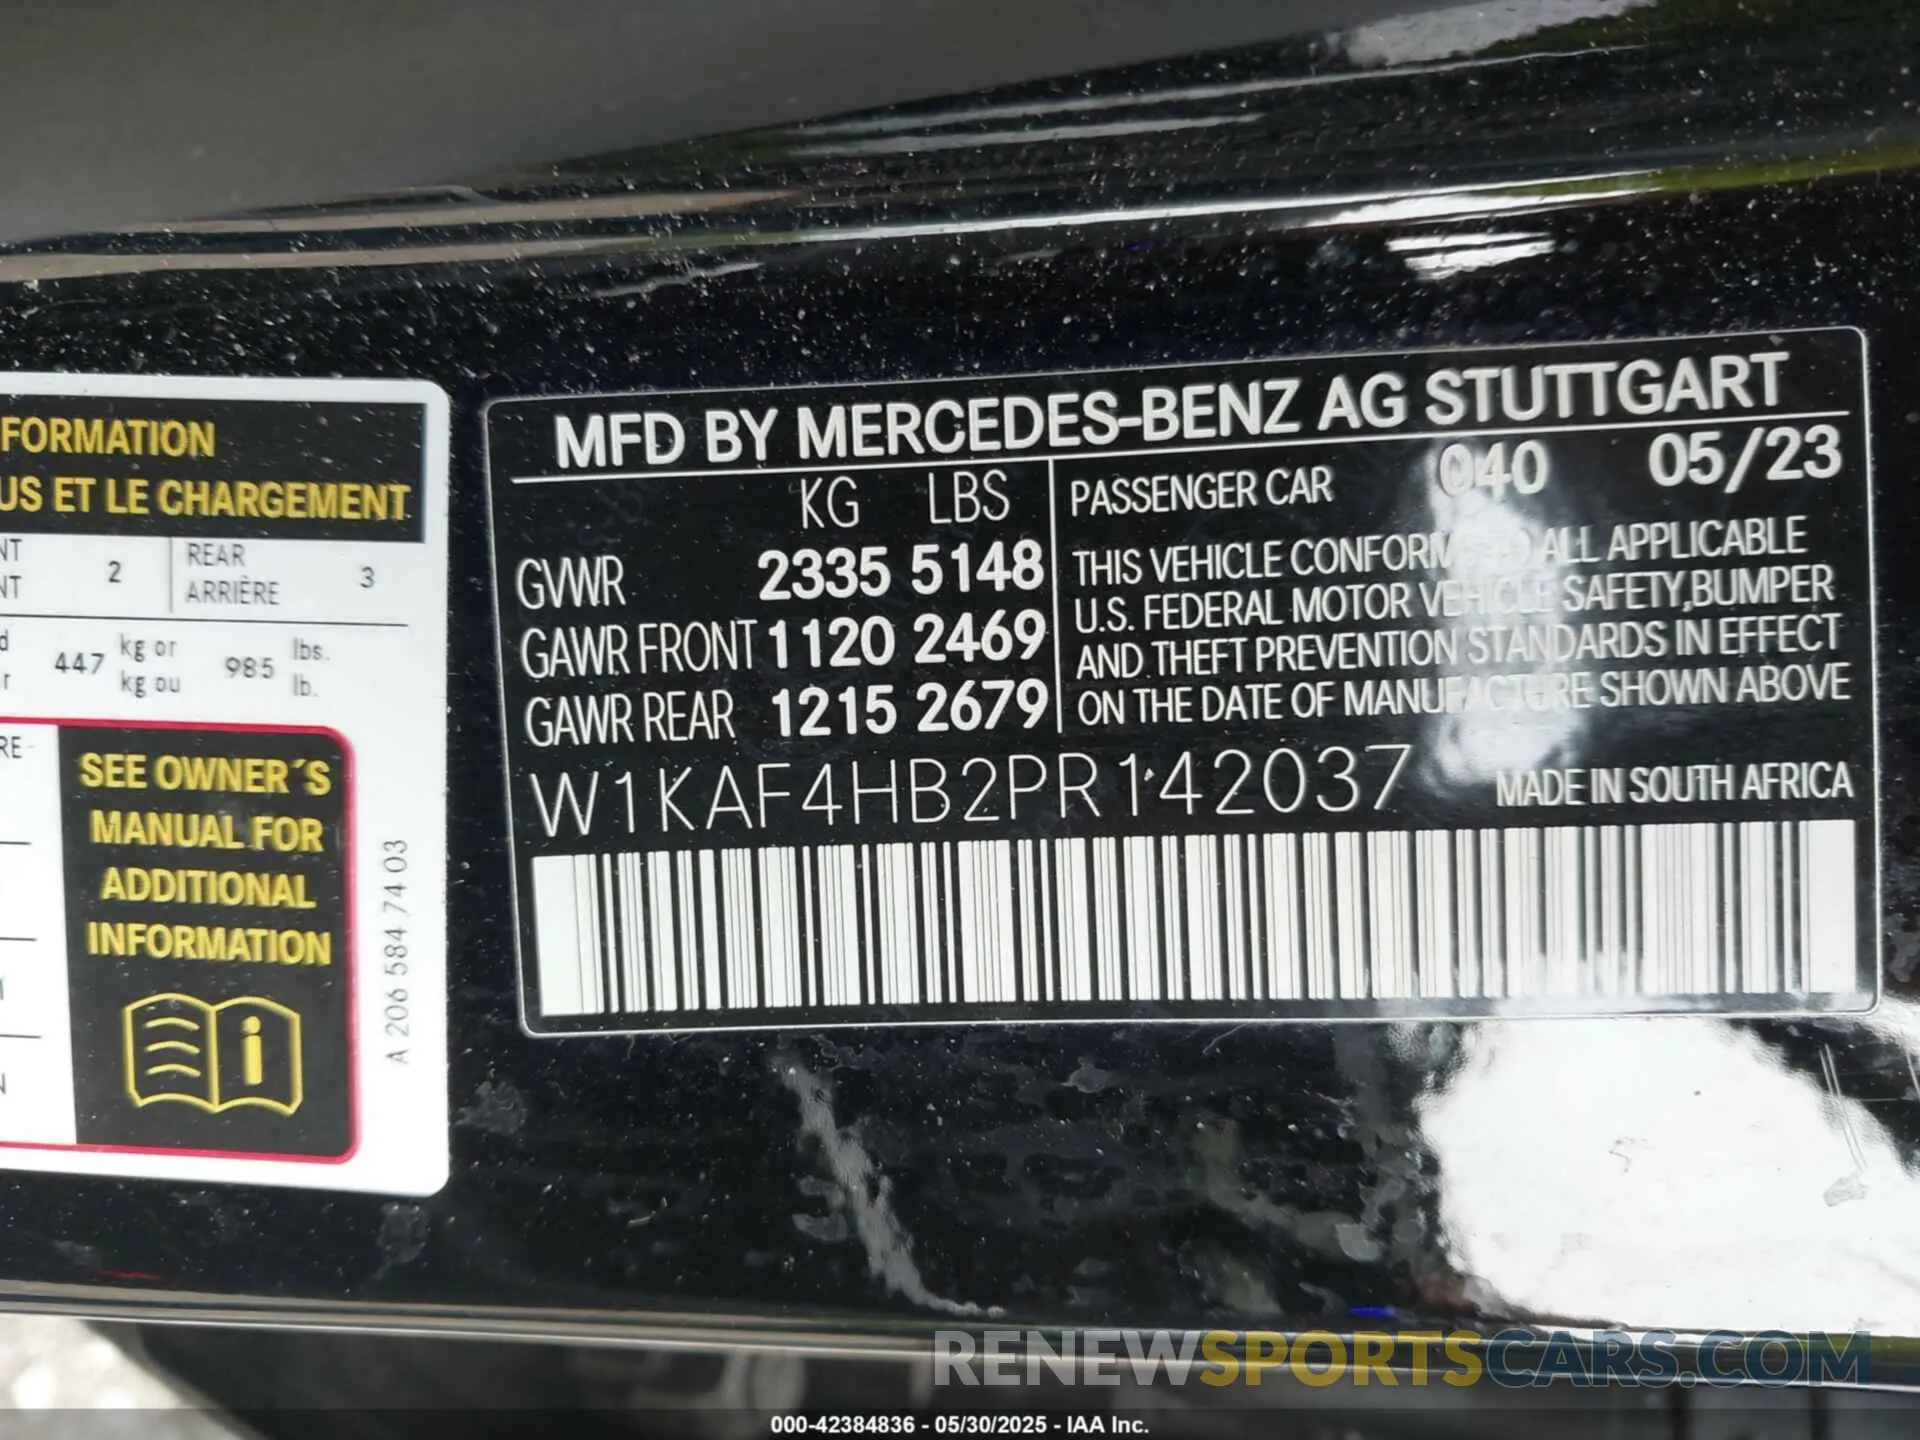 FORMATION
US ET LE CHARGEMENT
NT
NT
2
REAR
ARRIÈRE
3
447
kg or
kg ou
985
lbs.
lb.
RE
SEE OWNER´S
MANUAL FOR
ADDITIONAL
INFORMATION
A 206 584 74 03
MFD BY MERCEDES-BENZ AG STUTTGART
KG LBS
GVWR 2335 5148
GAWR FRONT 1120 2469
GAWR REAR 1215 2679
PASSENGER CAR 040 05/23
THIS VEHICLE CONFORMS TO ALL APPLICABLE
U.S. FEDERAL MOTOR VEHICLE SAFETY,BUMPER
AND THEFT PREVENTION STANDARDS IN EFFECT
ON THE DATE OF MANUFACTURE SHOWN ABOVE
W1KAF4HB2PR142037
MADE IN SOUTH AFRICA
RENEWSPORTSCARS.COM
000-42384836 - 05/30/2025 - IAA Inc.